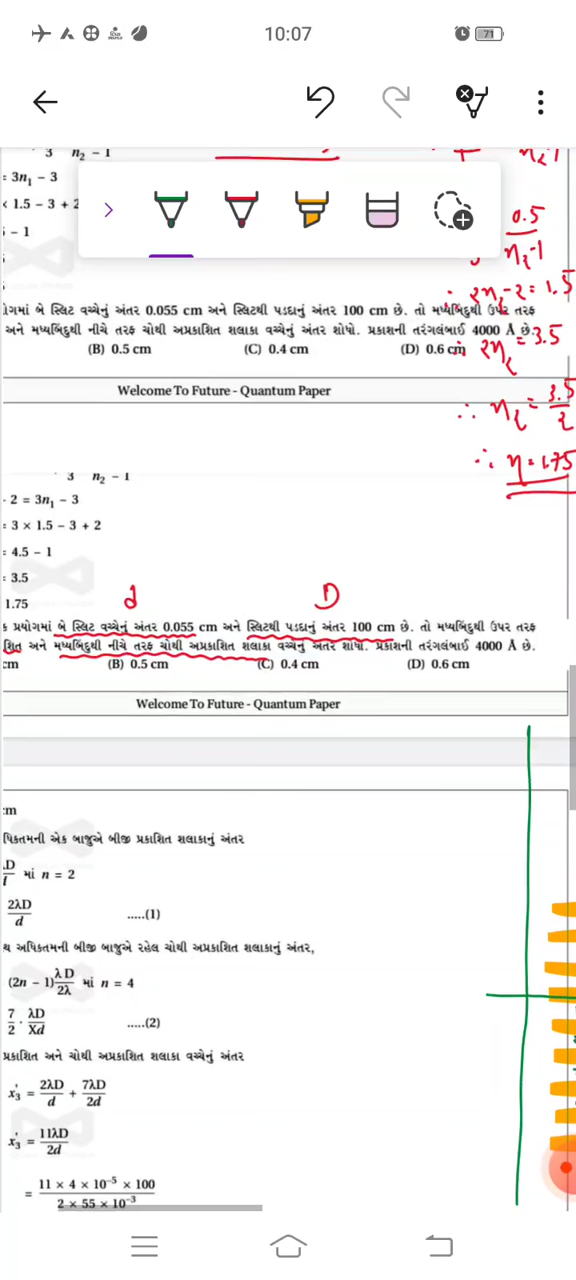 10:07
71
3 n₂ − 1
= 3n₁ − 3
× 1.5 − 3 + 2
− 1
0.5
n₂-1
∴ 2n₂-2 = 1.5
યોગમાં બે સ્લિટ વચ્ચેનું અંતર 0.055 cm અને સ્લિટથી પડદાનું અંતર 100 cm છે. તો મધ્યબિંદુથી ઉપર તરફ
અને મધ્યબિંદુથી નીચે તરફ ચોથી અપ્રકાશિત શલાકા વચ્ચેનું અંતર શોધો. પ્રકાશની તરંગલંબાઈ 4000 Å છે.
(B) 0.5 cm (C) 0.4 cm (D) 0.6 cm
∴ 2n₂ = 3.5
Welcome To Future - Quantum Paper
∴ n₂ = 3.5/2
∴ n = 1.75
3 n₂ − 1
- 2 = 3n₁ − 3
= 3 × 1.5 − 3 + 2
= 4.5 − 1
= 3.5
1.75
d D
ક પ્રયોગમાં બે સ્લિટ વચ્ચેનું અંતર 0.055 cm અને સ્લિટથી પડદાનું અંતર 100 cm છે. તો મધ્યબિંદુથી ઉપર તરફ
શિત અને મધ્યબિંદુથી નીચે તરફ ચોથી અપ્રકાશિત શલાકા વચ્ચેનું અંતર શોધો. પ્રકાશની તરંગલંબાઈ 4000 Å છે.
cm (B) 0.5 cm (C) 0.4 cm (D) 0.6 cm
Welcome To Future - Quantum Paper
cm
ધિકતમની એક બાજુએ બીજી પ્રકાશિત શલાકાનું અંતર
માં n = 2
2λD/d .....(1)
થ અધિકતમની બીજી બાજુએ રહેલ ચોથી અપ્રકાશિત શલાકાનું અંતર,
(2n − 1) λD/2λ માં n = 4
7/2 · λD/Xd .....(2)
પ્રકાશિત અને ચોથી અપ્રકાશિત શલાકા વચ્ચેનું અંતર
x₃' = 2λD/d + 7λD/2d
x₃' = 11λD/2d
= 11 × 4 × 10⁻⁵ × 100 / 2 × 55 × 10⁻³